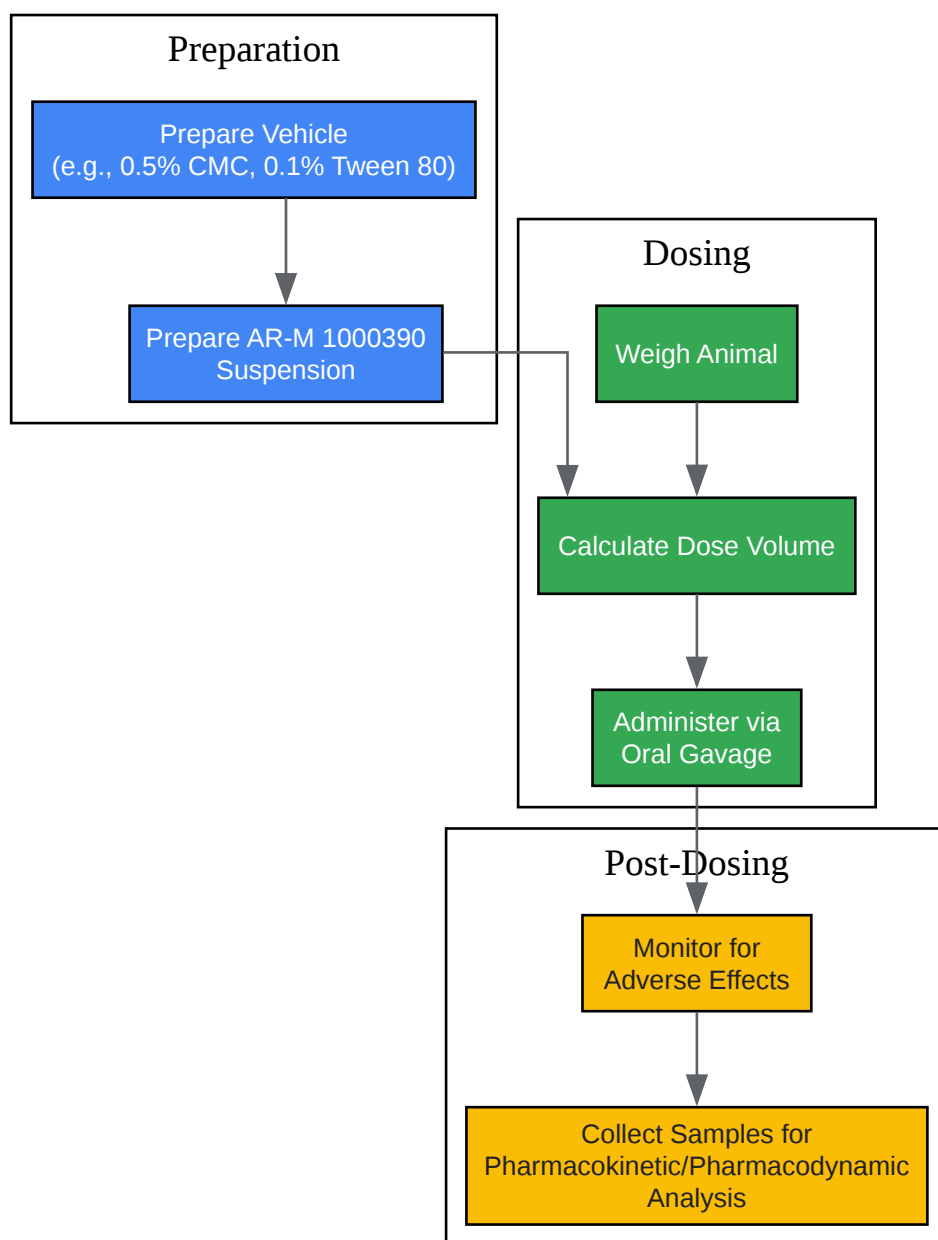 Preparation
Prepare Vehicle
(e.g., 0.5% CMC, 0.1% Tween 80)
Prepare AR-M 1000390
Suspension
Dosing
Weigh Animal
Calculate Dose Volume
Administer via
Oral Gavage
Post-Dosing
Monitor for
Adverse Effects
Collect Samples for
Pharmacokinetic/Pharmacodynamic
Analysis